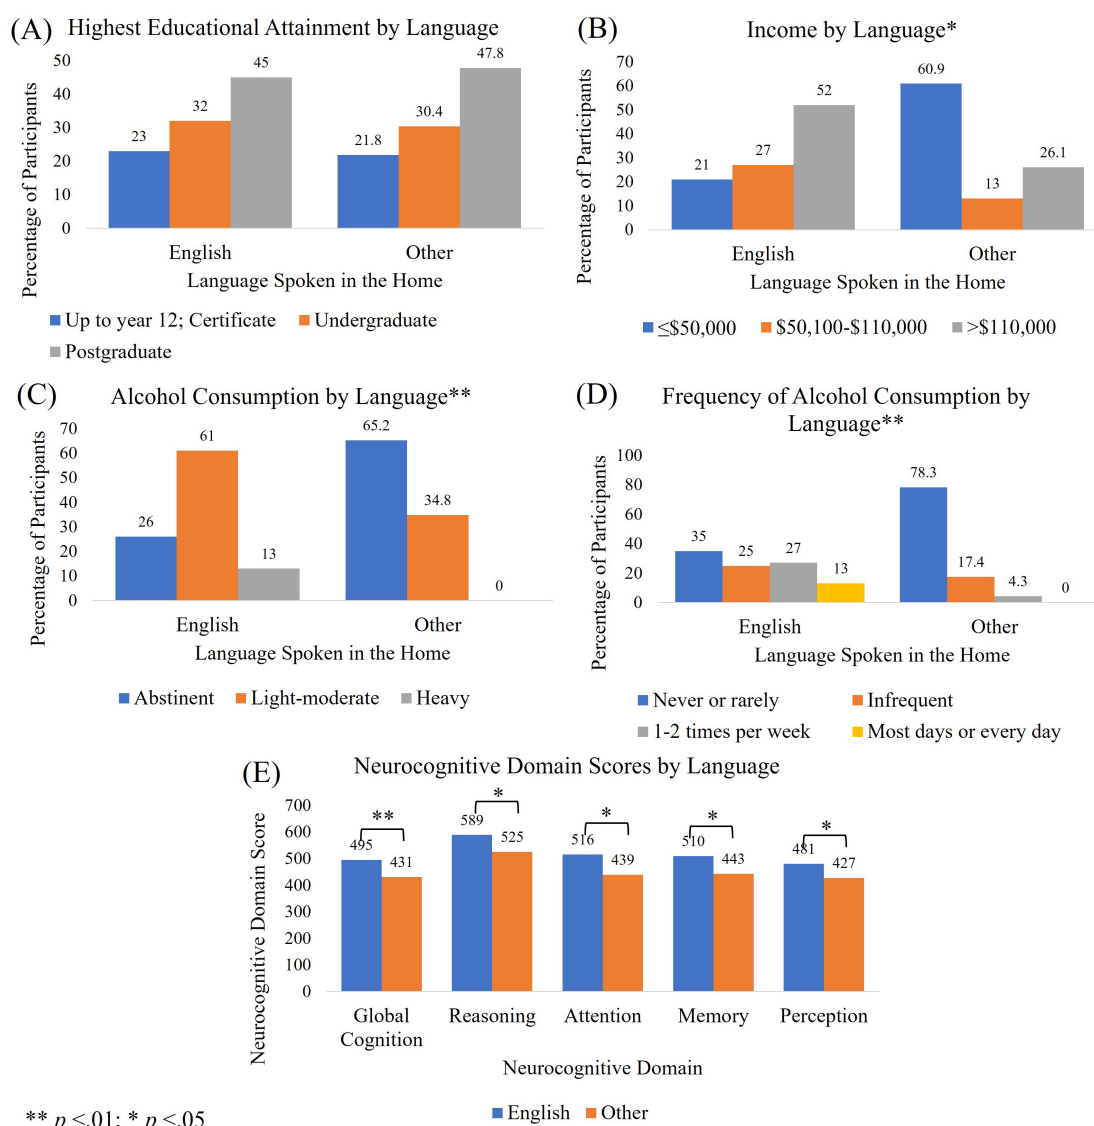 (A) Highest Educational Attainment by Language
Percentage of Participants
50
40
30
20
10
0
23
32
45
21.8
30.4
47.8
English
Other
Language Spoken in the Home
Up to year 12; Certificate
Undergraduate
Postgraduate
(B) Income by Language*
Percentage of Participants
70
60
50
40
30
20
10
0
21
27
52
60.9
13
26.1
English
Other
Language Spoken in the Home
≤$50,000
$50,100-$110,000
>$110,000
(C) Alcohol Consumption by Language**
Percentage of Participants
70
60
50
40
30
20
10
0
26
61
13
65.2
34.8
0
English
Other
Language Spoken in the Home
Abstinent
Light-moderate
Heavy
(D) Frequency of Alcohol Consumption by
Language**
Percentage of Participants
100
80
60
40
20
0
35
25
27
13
78.3
17.4
4.3
0
English
Other
Language Spoken in the Home
Never or rarely
Infrequent
1-2 times per week
Most days or every day
(E) Neurocognitive Domain Scores by Language
Neurocognitive Domain Score
700
600
500
400
300
200
100
0
**
*
*
*
*
495
431
589
525
516
439
510
443
481
427
Global
Cognition
Reasoning
Attention
Memory
Perception
Neurocognitive Domain
English
Other
** p <.01; * p <.05